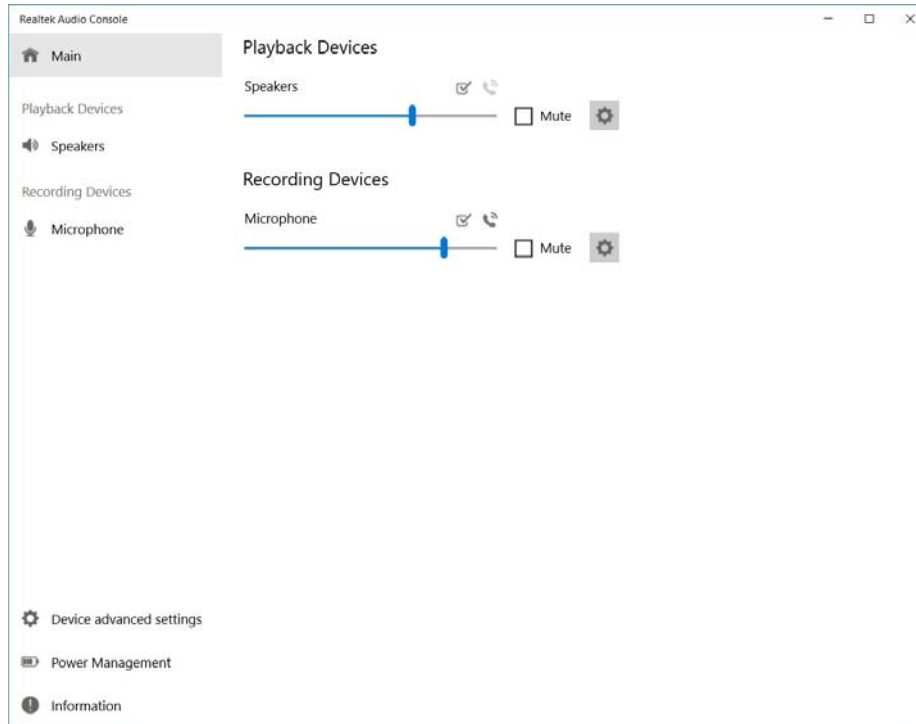 Realtek Audio Console
Main
Playback Devices
Speakers
Recording Devices
Microphone
Device advanced settings
Power Management
Information
Playback Devices
Speakers
Mute
Recording Devices
Microphone
Mute